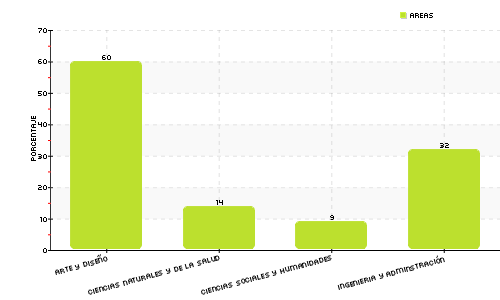 AREAS
70
60
50
40
30
20
10
0
PORCENTAJE
60
14
9
32
ARTE Y DISEÑO
CIENCIAS NATURALES Y DE LA SALUD
CIENCIAS SOCIALES Y HUMANIDADES
INGENIERIA Y ADMINSTRACIÓN